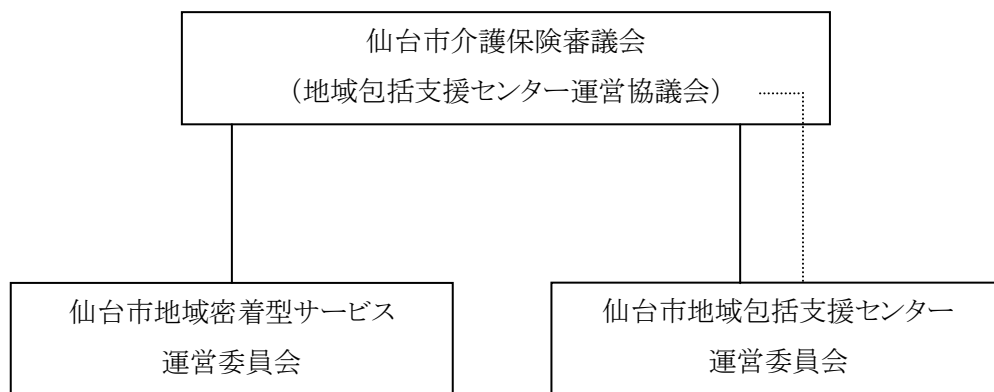 仙台市介護保険審議会
（地域包括支援センター運営協議会）
仙台市地域密着型サービス
運営委員会
仙台市地域包括支援センター
運営委員会